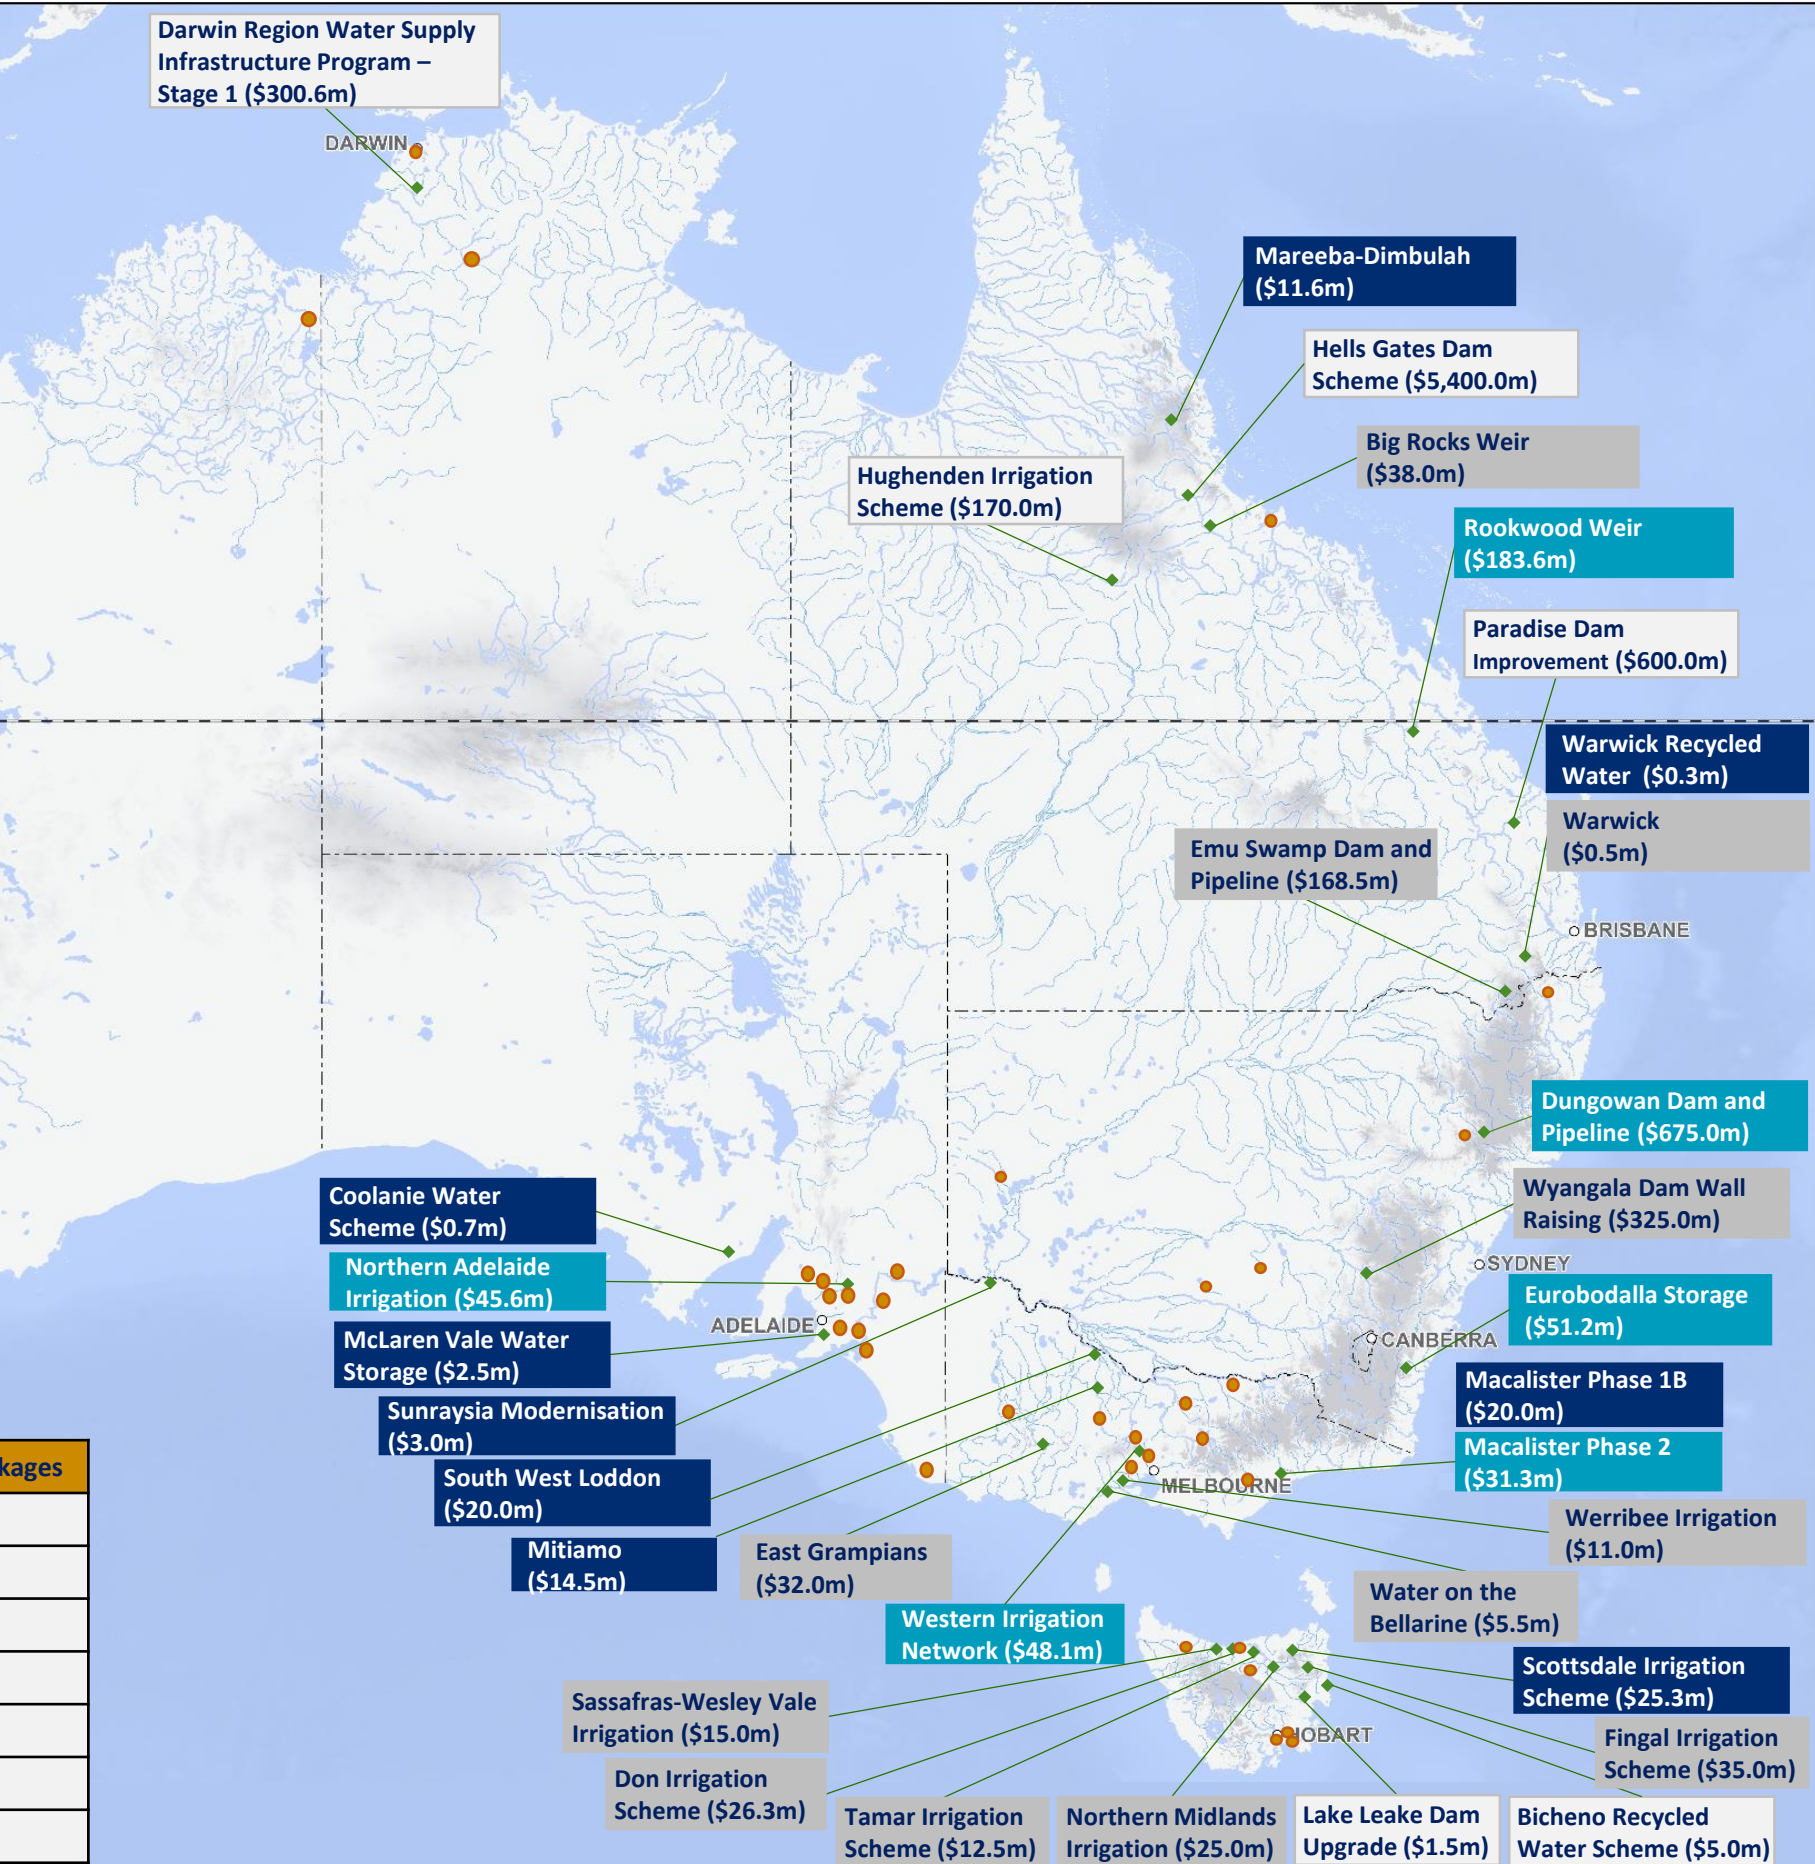 Darwin Region Water Supply
Infrastructure Program –
Stage 1 ($300.6m)
DARWIN
Mareeba-Dimbulah
($11.6m)
Hells Gates Dam
Scheme ($5,400.0m)
Big Rocks Weir
($38.0m)
Hughenden Irrigation
Scheme ($170.0m)
Rookwood Weir
($183.6m)
Paradise Dam
Improvement ($600.0m)
Warwick Recycled
Water ($0.3m)
Warwick
($0.5m)
Emu Swamp Dam and
Pipeline ($168.5m)
BRISBANE
Dungowan Dam and
Pipeline ($675.0m)
Wyangala Dam Wall
Raising ($325.0m)
SYDNEY
Coolanie Water
Scheme ($0.7m)
Northern Adelaide
Irrigation ($45.6m)
Eurobodalla Storage
($51.2m)
ADELAIDE
CANBERRA
McLaren Vale Water
Storage ($2.5m)
Macalister Phase 1B
($20.0m)
Sunraysia Modernisation
($3.0m)
Macalister Phase 2
($31.3m)
kages
South West Loddon
($20.0m)
MELBOURNE
Werribee Irrigation
($11.0m)
Mitiamo
($14.5m)
East Grampians
($32.0m)
Water on the
Bellarine ($5.5m)
Western Irrigation
Network ($48.1m)
Scottsdale Irrigation
Scheme ($25.3m)
Sassafras-Wesley Vale
Irrigation ($15.0m)
HOBART
Fingal Irrigation
Scheme ($35.0m)
Don Irrigation
Scheme ($26.3m)
Tamar Irrigation
Scheme ($12.5m)
Northern Midlands
Irrigation ($25.0m)
Lake Leake Dam
Upgrade ($1.5m)
Bicheno Recycled
Water Scheme ($5.0m)